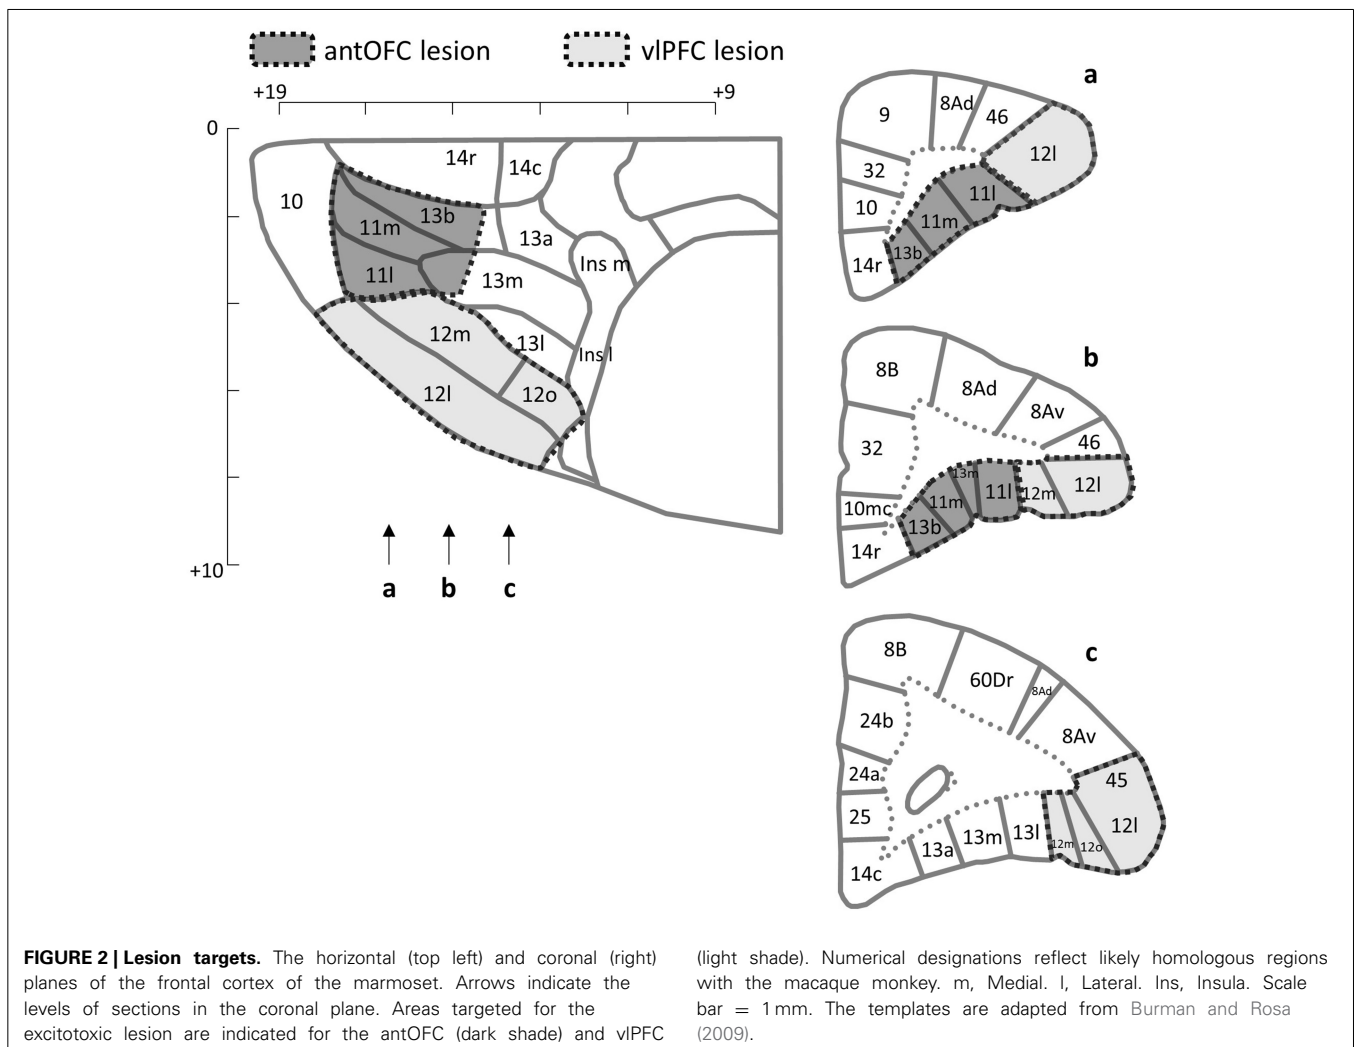 antOFC lesion
vlPFC lesion
+19
+9
0
+10
10
14r
14c
13b
11m
11l
13a
13m
Ins m
12m
13l
Ins l
12l
12o
a
b
c
a
9
8Ad
46
12l
32
10
11l
11m
13b
14r
b
8B
8Ad
8Av
46
32
13m
11l
12m
12l
11m
10mc
13b
14r
c
8B
60Dr
8Ad
8Av
24b
45
24a
25
12l
13l
13m
13a
12m
12o
14c
FIGURE 2 | Lesion targets. The horizontal (top left) and coronal (right)
planes of the frontal cortex of the marmoset. Arrows indicate the
levels of sections in the coronal plane. Areas targeted for the
excitotoxic lesion are indicated for the antOFC (dark shade) and vlPFC
(light shade). Numerical designations reflect likely homologous regions
with the macaque monkey. m, Medial. l, Lateral. Ins, Insula. Scale
bar = 1 mm. The templates are adapted from Burman and Rosa
(2009).